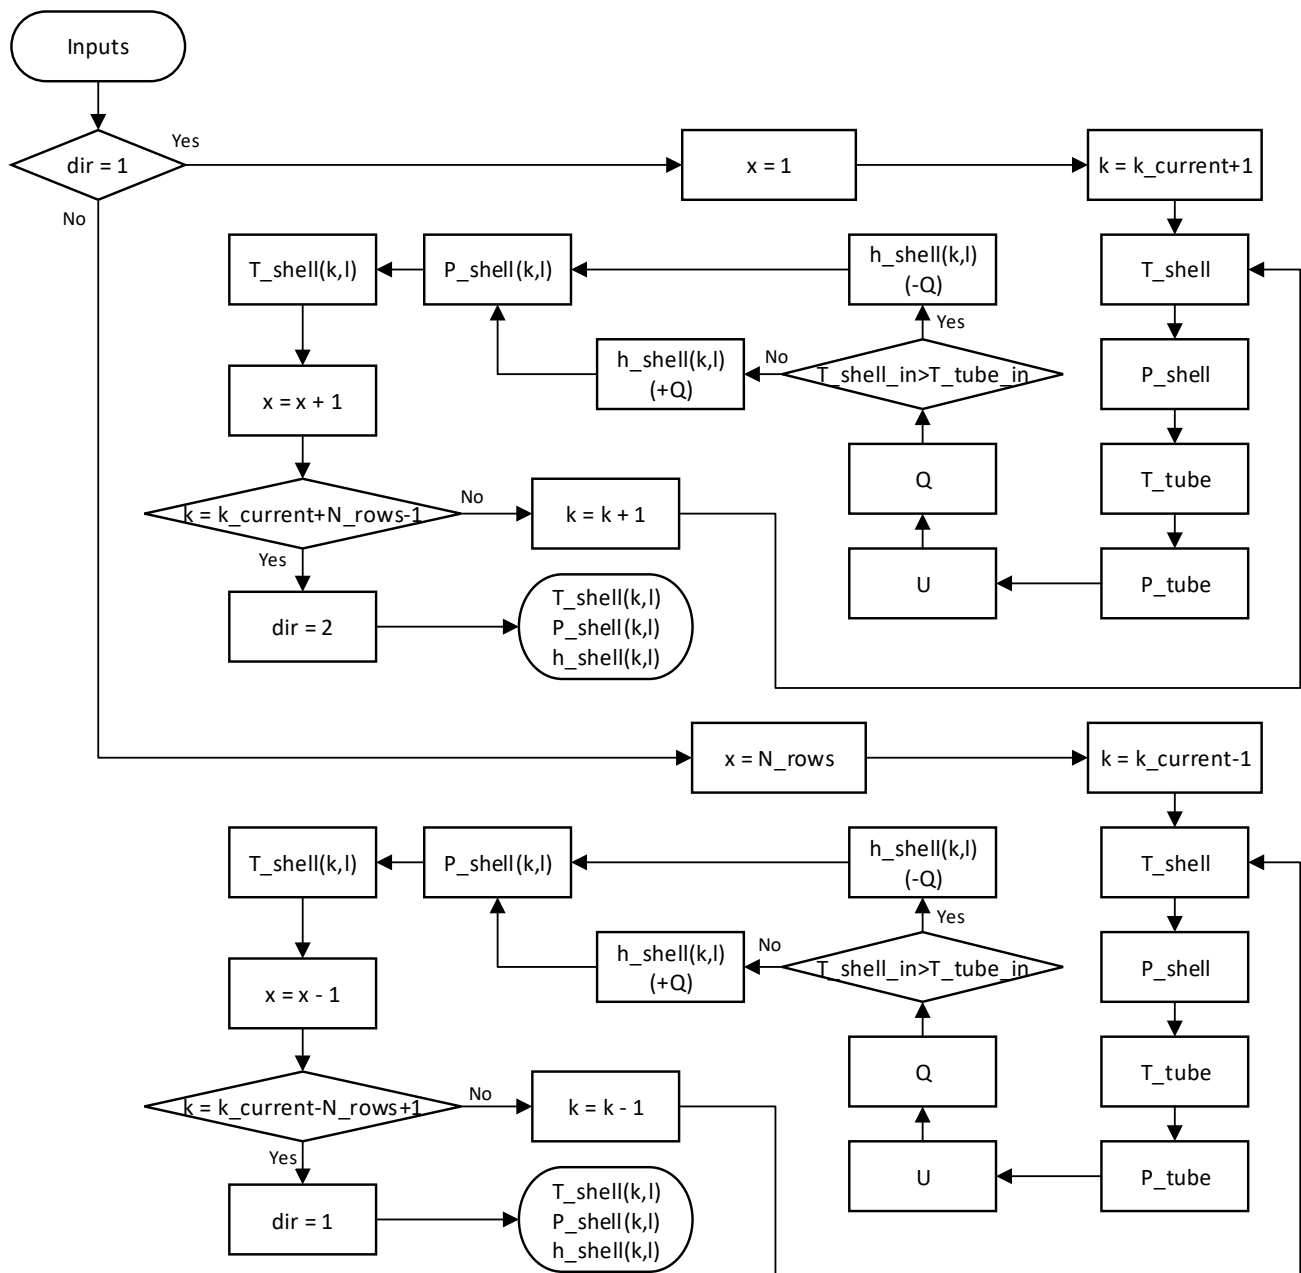 Inputs
dir = 1
Yes
No
x = 1
k = k_current+1
T_shell(k,l)
P_shell(k,l)
h_shell(k,l)
(-Q)
T_shell
Yes
h_shell(k,l)
(+Q)
No
T_shell_in>T_tube_in
P_shell
x = x + 1
Q
T_tube
k = k_current+N_rows-1
No
k = k + 1
Yes
U
P_tube
dir = 2
T_shell(k,l)
P_shell(k,l)
h_shell(k,l)
x = N_rows
k = k_current-1
T_shell(k,l)
P_shell(k,l)
h_shell(k,l)
(-Q)
T_shell
Yes
h_shell(k,l)
(+Q)
No
T_shell_in>T_tube_in
P_shell
x = x - 1
Q
T_tube
k = k_current-N_rows+1
No
k = k - 1
Yes
U
P_tube
dir = 1
T_shell(k,l)
P_shell(k,l)
h_shell(k,l)